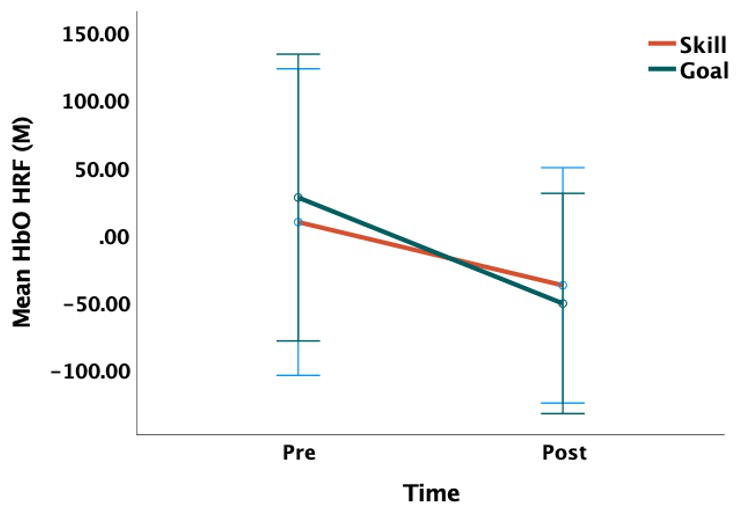 150.00
100.00
50.00
.00
−50.00
−100.00
Mean HbO HRF (M)
Skill
Goal
Pre
Post
Time